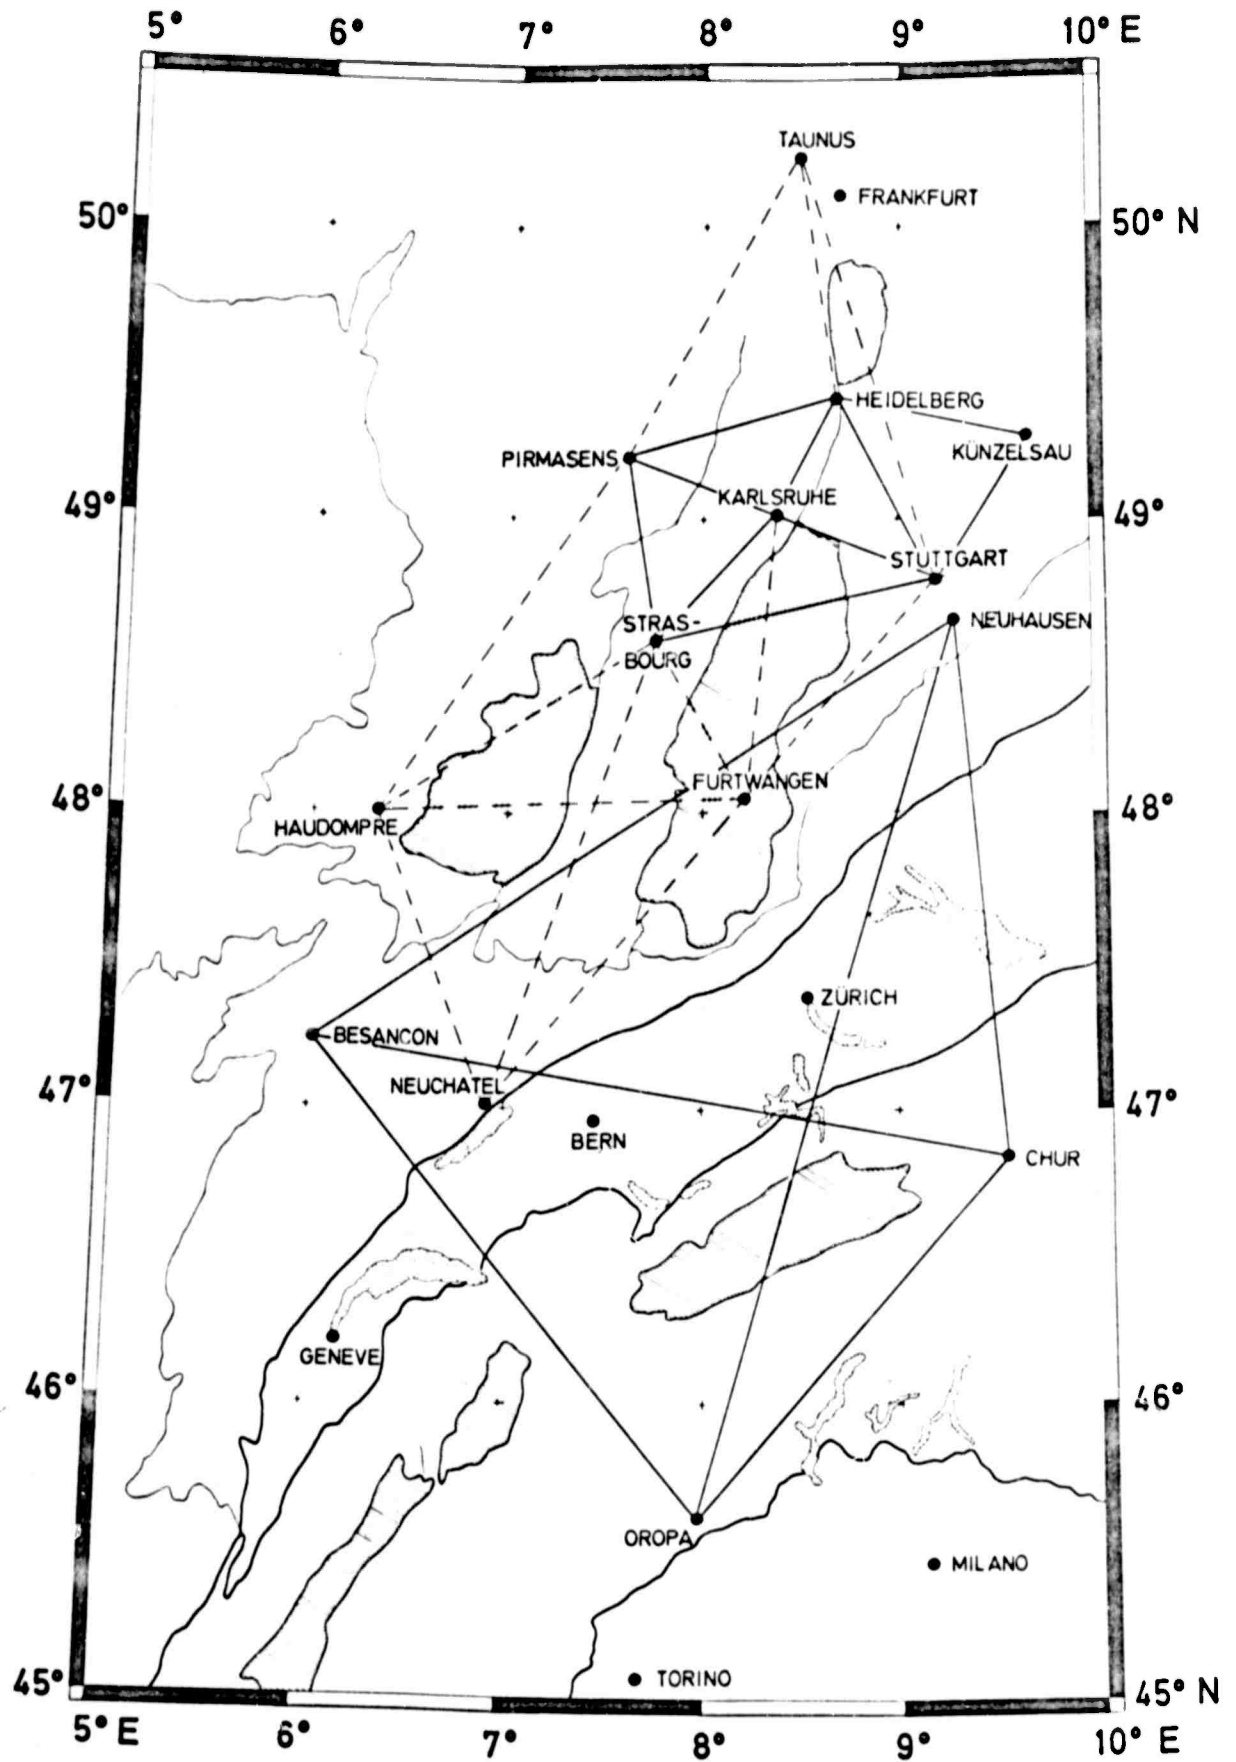 5° 6° 7° 8° 9° 10° E
TAUNUS
FRANKFURT
50° 50° N
HEIDELBERG
PIRMASENS
KÜNZELSAU
KARLSRUHE
49° 49°
STUTTGART
STRAS-
BOURG
NEUHAUSEN
FURTWANGEN
48° 48°
HAUDOMPRE
ZÜRICH
BESANCON
NEUCHATEL
47° 47°
BERN
CHUR
GENEVE
46° 46°
OROPA
MILANO
TORINO
45° 45° N
5° E 6° 7° 8° 9° 10° E